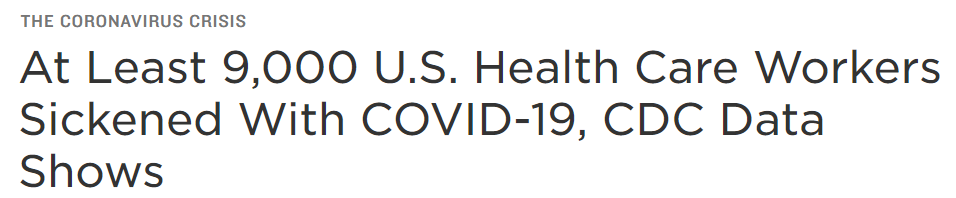 THE CORONAVIRUS CRISIS
At Least 9,000 U.S. Health Care Workers
Sickened With COVID-19, CDC Data
Shows